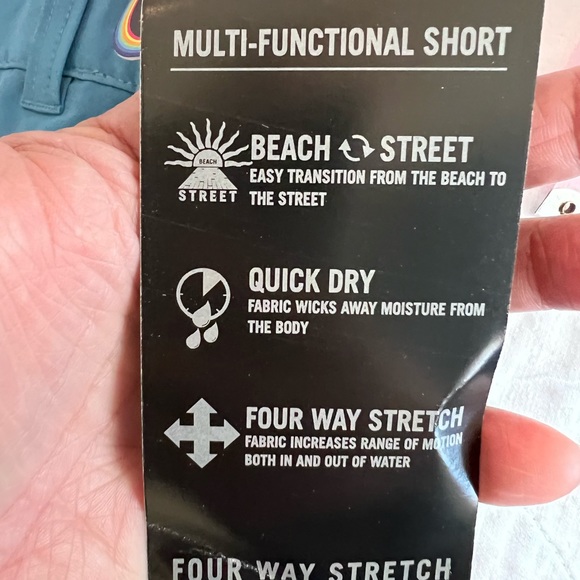 MULTI-FUNCTIONAL SHORT
BEACH
STREET
BEACH STREET
EASY TRANSITION FROM THE BEACH TO
THE STREET
QUICK DRY
FABRIC WICKS AWAY MOISTURE FROM
THE BODY
FOUR WAY STRETCH
FABRIC INCREASES RANGE OF MOTION
BOTH IN AND OUT OF WATER
FOUR WAY STRETCH